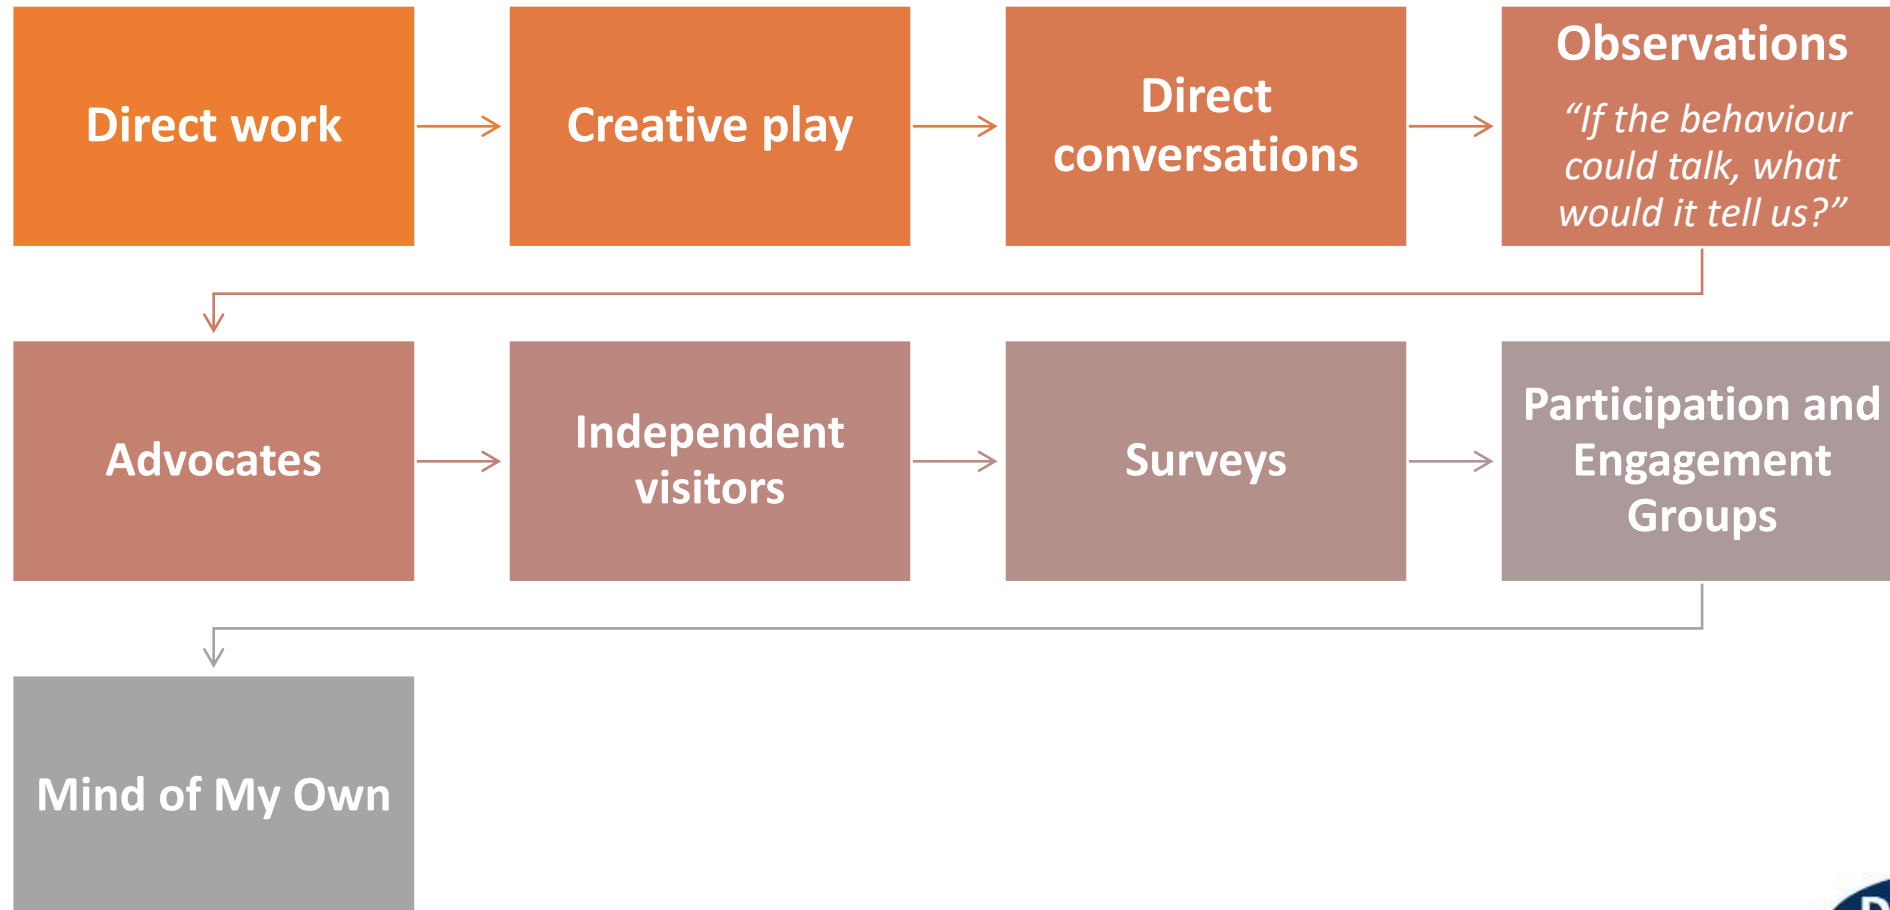 Direct work
Creative play
Direct
conversations
Observations
“If the behaviour
could talk, what
would it tell us?”
Advocates
Independent
visitors
Surveys
Participation and
Engagement
Groups
Mind of My Own